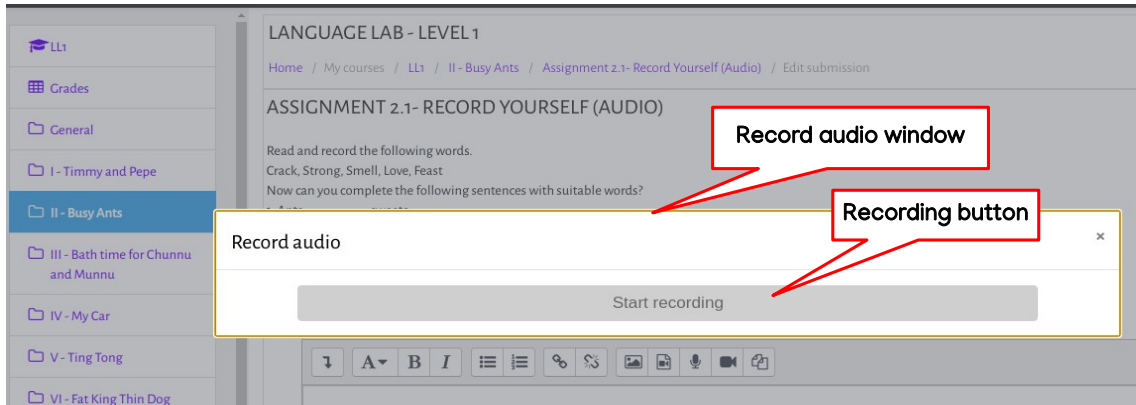 LL1
Grades
General
I - Timmy and Pepe
II - Busy Ants
III - Bath time for Chunnu
and Munnu
IV - My Car
V - Ting Tong
VI - Fat King Thin Dog
LANGUAGE LAB - LEVEL 1
Home / My courses / LL1 / II - Busy Ants / Assignment 2.1- Record Yourself (Audio) / Edit submission
ASSIGNMENT 2.1- RECORD YOURSELF (AUDIO)
Read and record the following words.
Crack, Strong, Smell, Love, Feast
Now can you complete the following sentences with suitable words?
Record audio window
Recording button
Record audio
×
Start recording
A B I